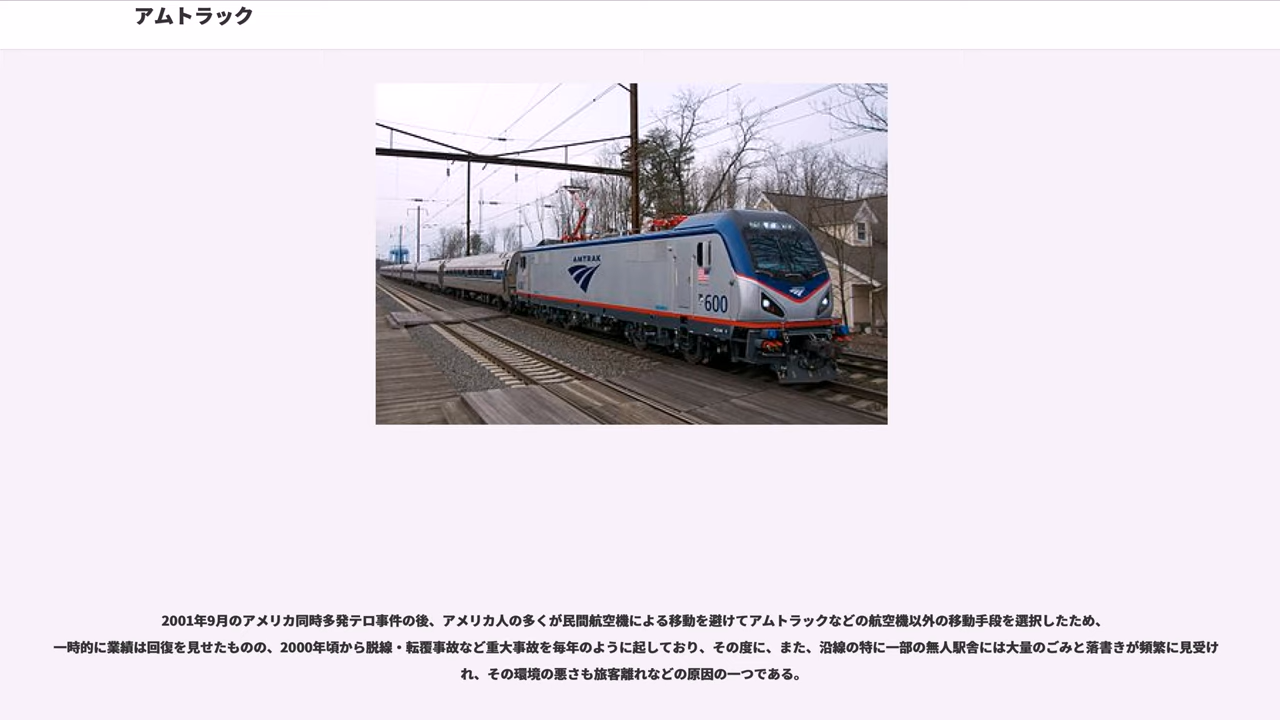 アムトラック
AMTRAK
600
2001年9月のアメリカ同時多発テロ事件の後、アメリカ人の多くが民間航空機による移動を避けてアムトラックなどの航空機以外の移動手段を選択したため、
一時的に業績は回復を見せたものの、2000年頃から脱線・転覆事故など重大事故を毎年のように起しており、その度に、また、沿線の特に一部の無人駅舎には大量のごみと落書きが頻繁に見受け
れ、その環境の悪さも旅客離れなどの原因の一つである。